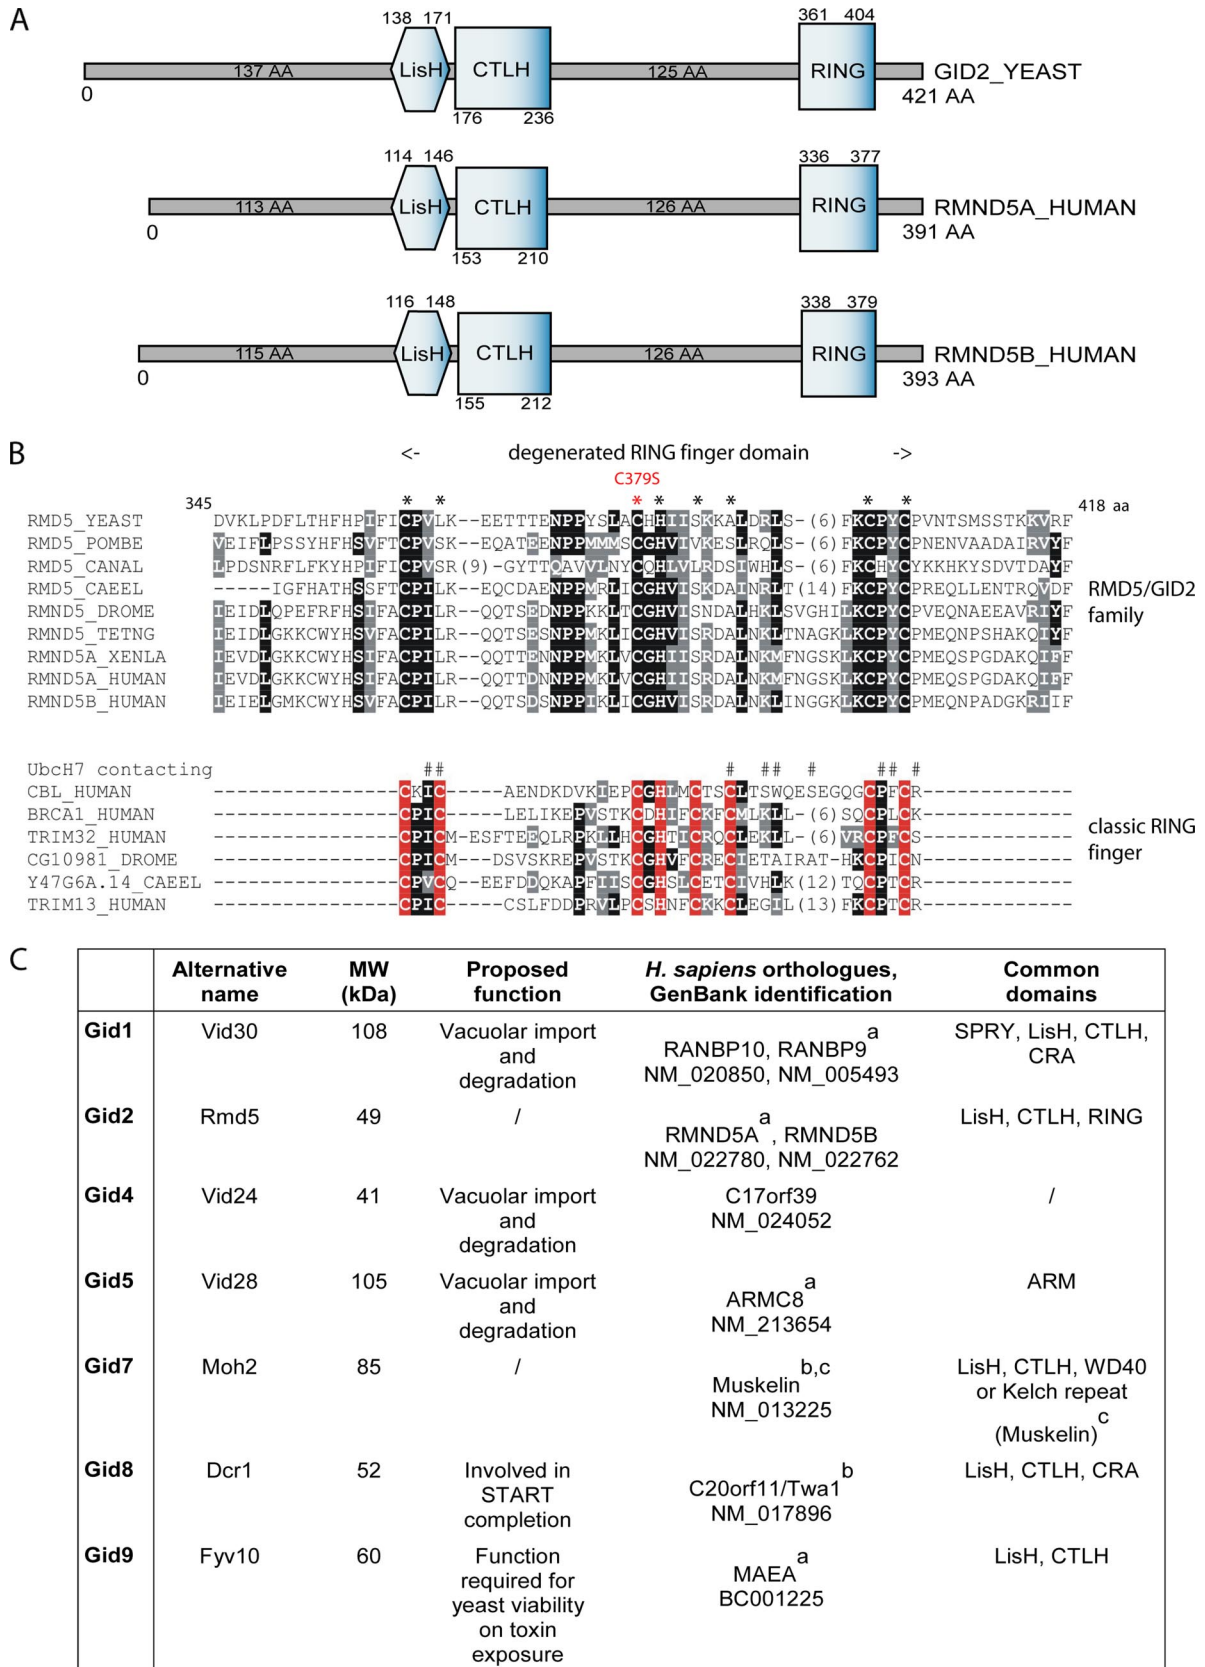 A
138 171
361 404
LisH
CTLH
RING
137 AA
125 AA
GID2_YEAST
0
176 236
421 AA
114 146
336 377
LisH
CTLH
RING
113 AA
126 AA
RMND5A_HUMAN
0
153 210
391 AA
116 148
338 379
LisH
CTLH
RING
115 AA
126 AA
RMND5B_HUMAN
0
155 212
393 AA
B
<- degenerated RING finger domain ->
C379S
345 * * * * * * * * 418 aa
RMD5_YEAST DVKLPDFLTHFHPIFICPVLK--EETTTENPPYSLACHHIISKKALDRLS-(6)FKCPYCPVNTSMSSTKKVRF
RMD5_POMBE VEIFLPSSYHFHSVFTCPVSK--EQATEENPPMMMSCGHVIVKESLRQLS-(6)FKCPYCPNENVAADAIRVYF
RMD5_CANAL LPDSNRFLFKYHPIFICPVSR(9)-GYTTQAVVLNYCQHLVLRDSIWHLS-(6)FKCHYCYKKHKYSDVTDAYF
RMD5_CAEEL -----IGFHATHSSFTCPILK--EQCDAENPPMRLICGHVISKDAINRLT(14)FKCPYCPREQLLENTRQVDF
RMND5_DROME IEIDLQPEFRFHSIFACPILR--QQTSEDNPPKKLTCGHVISNDALHKLSVGHILKCPYCPVEQNAEEAVRIYF
RMND5_TETNG IEIDLGKKCWYHSVFACPILR--QQTSEENPPMKLICGHVISRDALNKLTNAGKLKCPYCPMEQNPSHAKQIYF
RMND5A_XENLA IEVDLGKKCWYHSIFACPILR--QQTTENNPPMKLVCGHIISRDALNKMFNGSKLKCPYCPMEQSPGDAKQIFF
RMND5A_HUMAN IEVDLGKKCWYHSIFACPILR--QQTTDNNPPMKLVCGHIISRDALNKMFNGSKLKCPYCPMEQSPGDAKQIFF
RMND5B_HUMAN IEIELGMKCWYHSVFACPILR--QQTSDSNPPIKLICGHVISRDALNKLINGGKLKCPYCPMEQNPADGKRIIF
RMD5/GID2
family
UbcH7 contacting ## # ## # ## #
CBL_HUMAN ----------------CKIC-----AENDKDVKIEPCGHLMCTSCLTSWQESEGQGCPFCR-------------
BRCA1_HUMAN ----------------CPIC-----LELIKEPVSTKCDHIFCKFCMLKLL-(6)SQCPLCK-------------
TRIM32_HUMAN ----------------CPICM-ESFTEEQLRPKLLHCGHTICRQCLEKLL-(6)VRCPFCS-------------
CG10981_DROME ----------------CPICM----DSVSKREPVSTKCGHVFCRECIETAIRAT-HKCPICN-------------
Y47G6A.14_CAEEL ----------------CPVCQ--EEFDDQKAPFIISCGHSLCETCIVHLK(12)TQCPTCR-------------
TRIM13_HUMAN ----------------CPIC-----CSLFDDPRVLPCSHNFCKKCLEGIL(13)FKCPTCR-------------
classic RING
finger
C
Alternative name MW (kDa) Proposed function H. sapiens orthologues, GenBank identification Common domains
Gid1 Vid30 108 Vacuolar import and degradation RANBP10, RANBP9 a NM_020850, NM_005493 SPRY, LisH, CTLH, CRA
Gid2 Rmd5 49 / RMND5A a, RMND5B NM_022780, NM_022762 LisH, CTLH, RING
Gid4 Vid24 41 Vacuolar import and degradation C17orf39 NM_024052 /
Gid5 Vid28 105 Vacuolar import and degradation ARMC8 a NM_213654 ARM
Gid7 Moh2 85 / Muskelin b,c NM_013225 LisH, CTLH, WD40 or Kelch repeat (Muskelin) c
Gid8 Dcr1 52 Involved in START completion C20orf11/Twa1 b NM_017896 LisH, CTLH, CRA
Gid9 Fyv10 60 Function required for yeast viability on toxin exposure MAEA a BC001225 LisH, CTLH